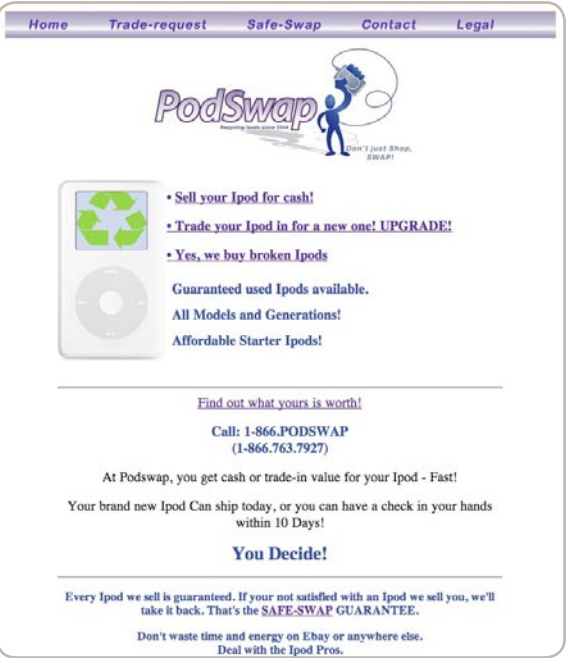 Home Trade-request Safe-Swap Contact Legal
PodSwap
Recycling Ipods since 2004
Don't just Shop,
SWAP!
• Sell your Ipod for cash!
• Trade your Ipod in for a new one! UPGRADE!
• Yes, we buy broken Ipods
Guaranteed used Ipods available.
All Models and Generations!
Affordable Starter Ipods!
Find out what yours is worth!
Call: 1-866.PODSWAP
(1-866.763.7927)
At Podswap, you get cash or trade-in value for your Ipod - Fast!
Your brand new Ipod Can ship today, or you can have a check in your hands
within 10 Days!
You Decide!
Every Ipod we sell is guaranteed. If your not satisfied with an Ipod we sell you, we'll
take it back. That's the SAFE-SWAP GUARANTEE.
Don't waste time and energy on Ebay or anywhere else.
Deal with the Ipod Pros.